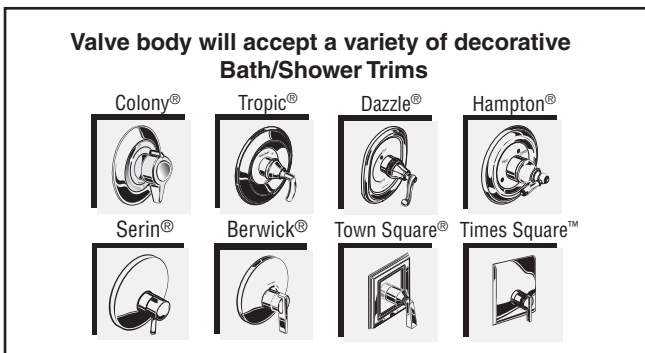 Valve body will accept a variety of decorative
Bath/Shower Trims
Colony® Tropic® Dazzle® Hampton®
Serin® Berwick® Town Square® Times Square™